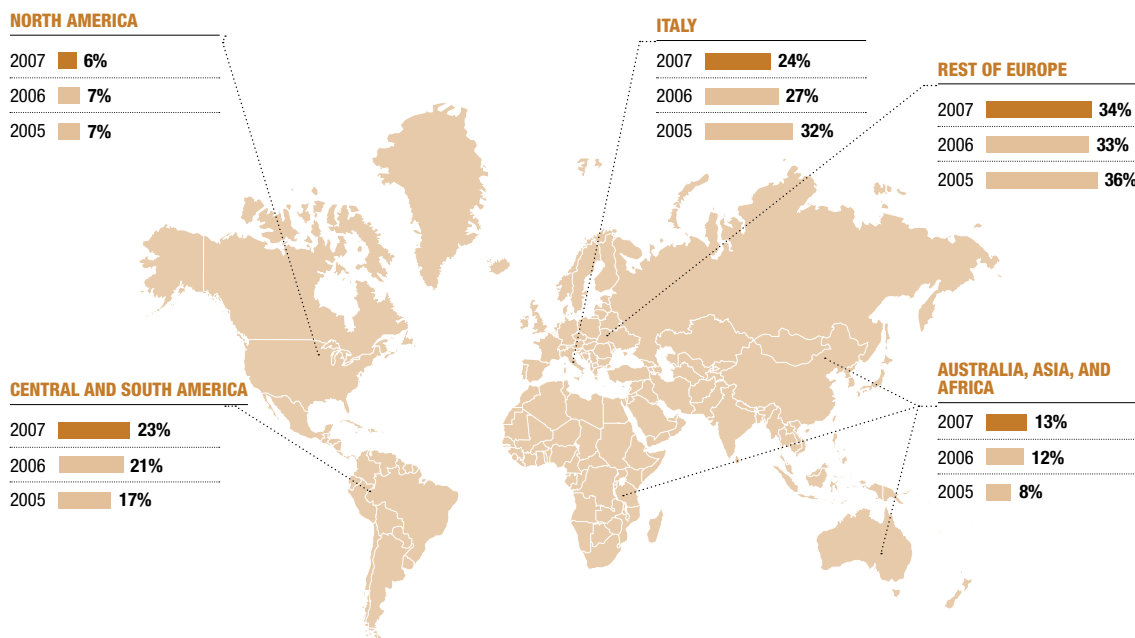 NORTH AMERICA
2007 6%
2006 7%
2005 7%
ITALY
2007 24%
2006 27%
2005 32%
REST OF EUROPE
2007 34%
2006 33%
2005 36%
CENTRAL AND SOUTH AMERICA
2007 23%
2006 21%
2005 17%
AUSTRALIA, ASIA, AND
AFRICA
2007 13%
2006 12%
2005 8%